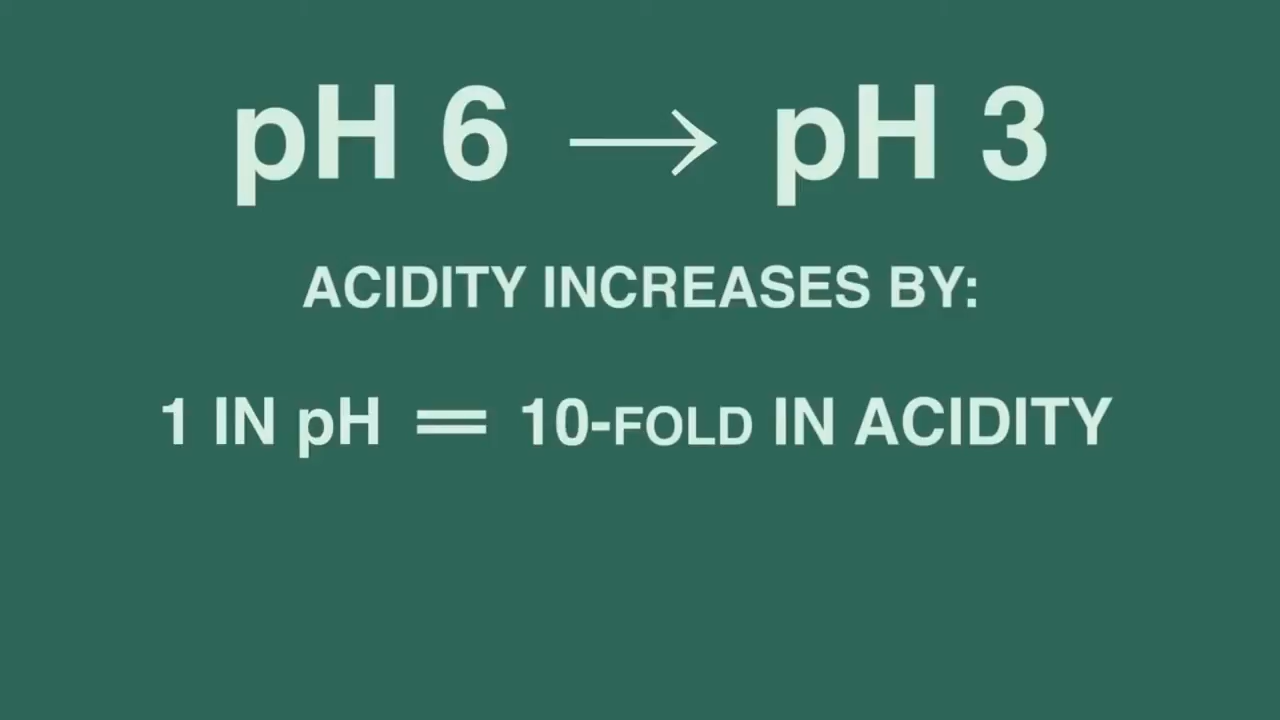 pH 6 → pH 3
ACIDITY INCREASES BY:
1 IN pH = 10-FOLD IN ACIDITY